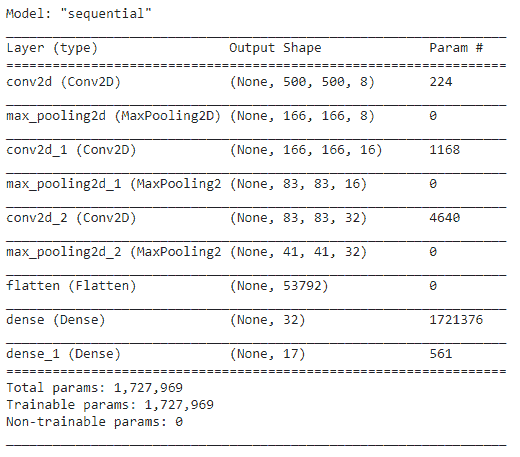 Model: "sequential"
Layer (type) Output Shape Param #
conv2d (Conv2D) (None, 500, 500, 8) 224
max_pooling2d (MaxPooling2D) (None, 166, 166, 8) 0
conv2d_1 (Conv2D) (None, 166, 166, 16) 1168
max_pooling2d_1 (MaxPooling2 (None, 83, 83, 16) 0
conv2d_2 (Conv2D) (None, 83, 83, 32) 4640
max_pooling2d_2 (MaxPooling2 (None, 41, 41, 32) 0
flatten (Flatten) (None, 53792) 0
dense (Dense) (None, 32) 1721376
dense_1 (Dense) (None, 17) 561
Total params: 1,727,969
Trainable params: 1,727,969
Non-trainable params: 0